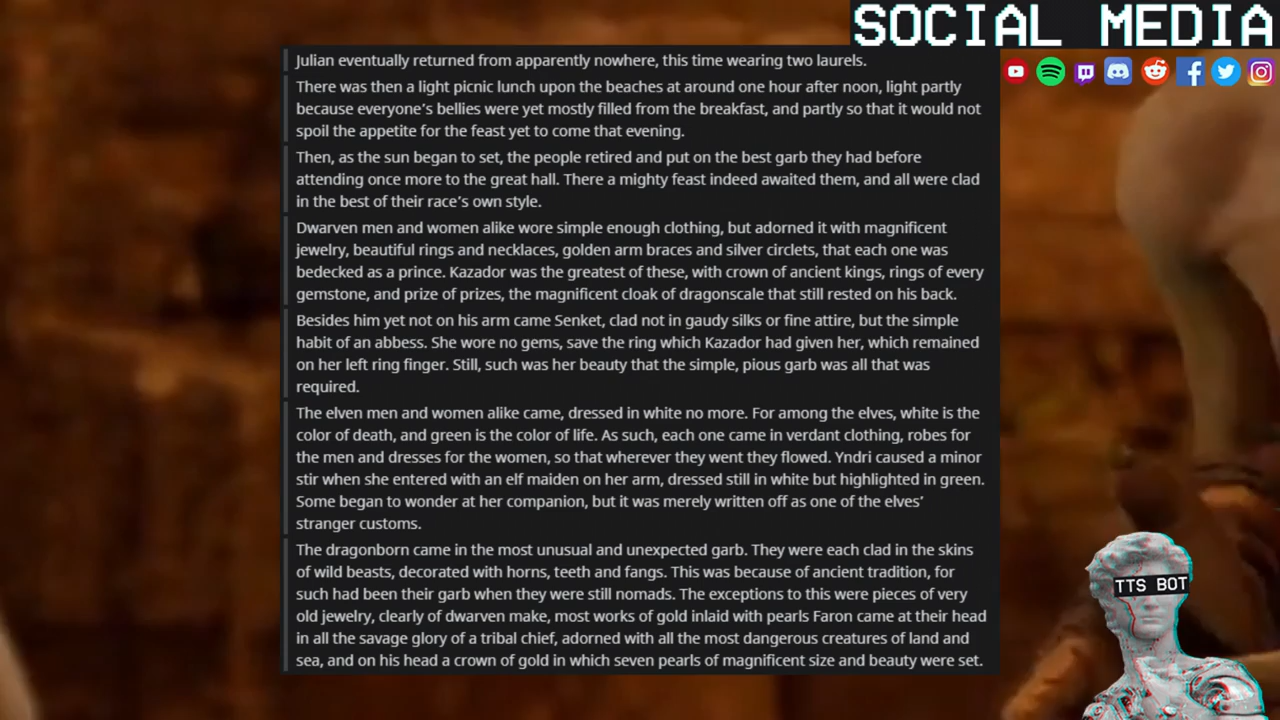 SOCIAL MEDIA
Julian eventually returned from apparently nowhere, this time wearing two laurels.
There was then a light picnic lunch upon the beaches at around one hour after noon, light partly
because everyone's bellies were yet mostly filled from the breakfast, and partly so that it would not
spoil the appetite for the feast yet to come that evening.
Then, as the sun began to set, the people retired and put on the best garb they had before
attending once more to the great hall. There a mighty feast indeed awaited them, and all were clad
in the best of their race's own style.
Dwarven men and women alike wore simple enough clothing, but adorned it with magnificent
jewelry, beautiful rings and necklaces, golden arm braces and silver circlets, that each one was
bedecked as a prince. Kazador was the greatest of these, with crown of ancient kings, rings of every
gemstone, and prize of prizes, the magnificent cloak of dragonscale that still rested on his back.
Besides him yet not on his arm came Senket, clad not in gaudy silks or fine attire, but the simple
habit of an abbess. She wore no gems, save the ring which Kazador had given her, which remained
on her left ring finger. Still, such was her beauty that the simple, pious garb was all that was
required.
The elven men and women alike came, dressed in white no more. For among the elves, white is the
color of death, and green is the color of life. As such, each one came in verdant clothing, robes for
the men and dresses for the women, so that wherever they went they flowed. Yndri caused a minor
stir when she entered with an elf maiden on her arm, dressed still in white but highlighted in green.
Some began to wonder at her companion, but it was merely written off as one of the elves'
stranger customs.
The dragonborn came in the most unusual and unexpected garb. They were each clad in the skins
of wild beasts, decorated with horns, teeth and fangs. This was because of ancient tradition, for
such had been their garb when they were still nomads. The exceptions to this were pieces of very
old jewelry, clearly of dwarven make, most works of gold inlaid with pearls Faron came at their head
in all the savage glory of a tribal chief, adorned with all the most dangerous creatures of land and
sea, and on his head a crown of gold in which seven pearls of magnificent size and beauty were set.
TTS BOT